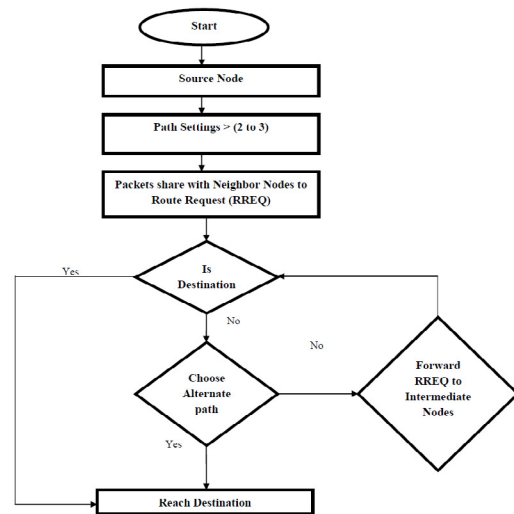 Start
Source Node
Path Settings > (2 to 3)
Packets share with Neighbor Nodes to
Route Request (RREQ)
Is
Destination
Yes
No
Choose
Alternate
path
No
Forward
RREQ to
Intermediate
Nodes
Yes
Reach Destination